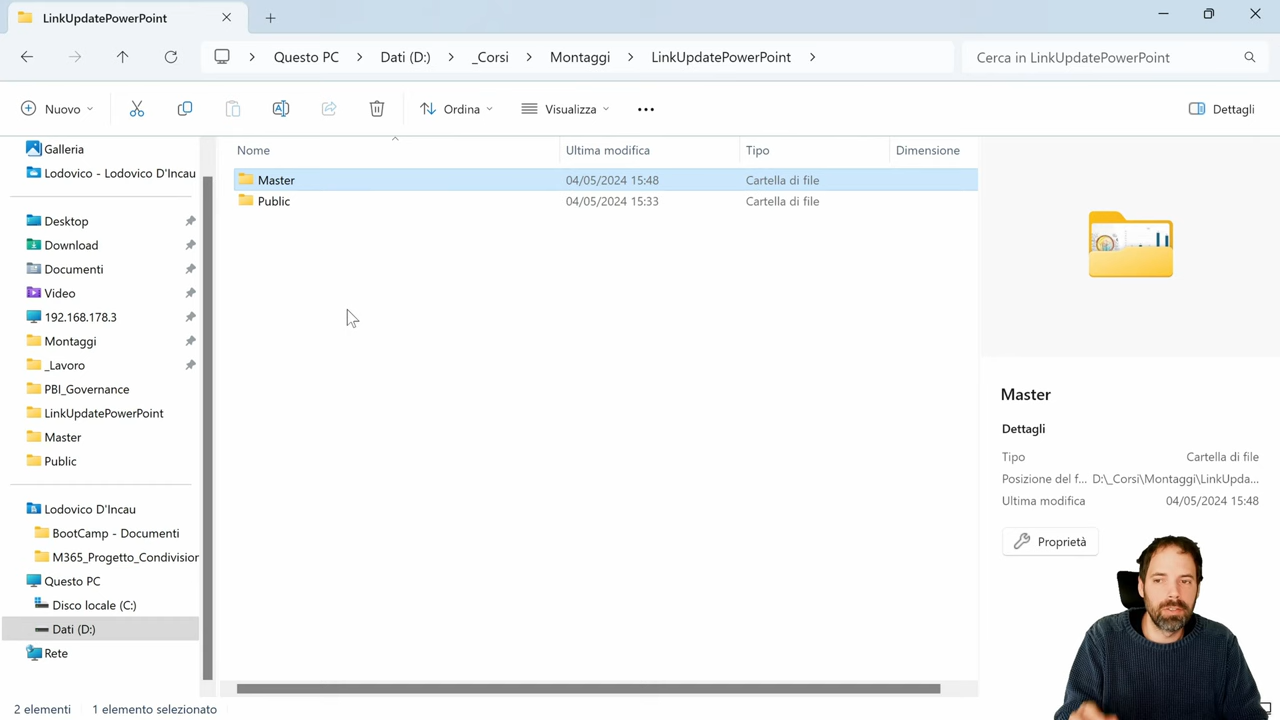 LinkUpdatePowerPoint
Questo PC > Dati (D:) > _Corsi > Montaggi > LinkUpdatePowerPoint >
Cerca in LinkUpdatePowerPoint
Nuovo
Ordina
Visualizza
Dettagli
Galleria
Lodovico - Lodovico D'Incau
Desktop
Download
Documenti
Video
192.168.178.3
Montaggi
_Lavoro
PBI_Governance
LinkUpdatePowerPoint
Master
Public
Lodovico D'Incau
BootCamp - Documenti
M365_Progetto_Condivision
Questo PC
Disco locale (C:)
Dati (D:)
Rete
Nome Ultima modifica Tipo Dimensione
Master 04/05/2024 15:48 Cartella di file
Public 04/05/2024 15:33 Cartella di file
Master
Dettagli
Tipo Cartella di file
Posizione del f... D:\_Corsi\Montaggi\LinkUpda...
Ultima modifica 04/05/2024 15:48
Proprietà
2 elementi 1 elemento selezionato